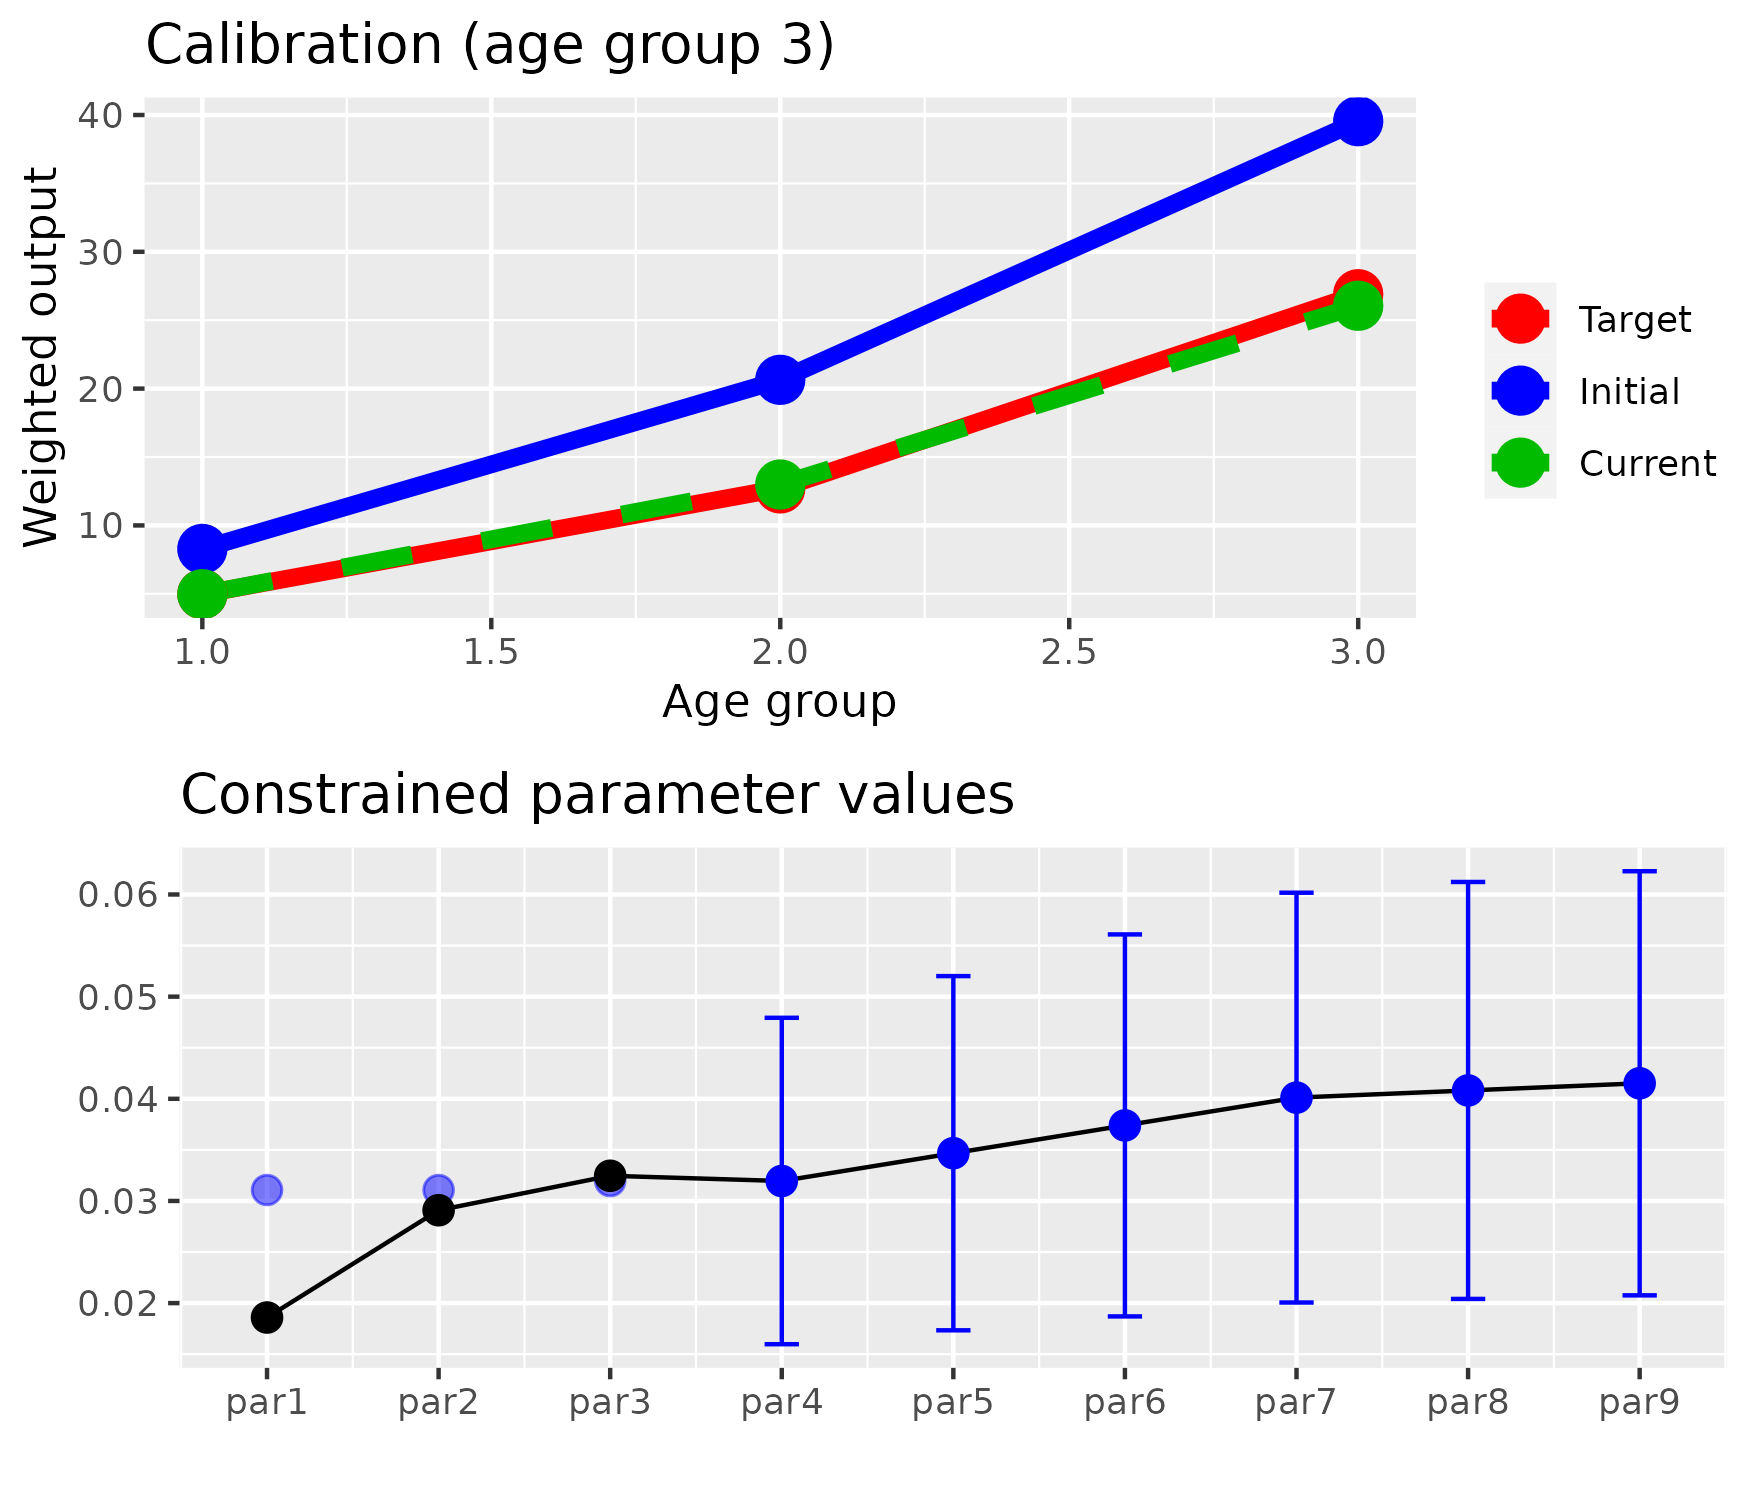 Calibration (age group 3)
Weighted output
40
30
20
10
1.0 1.5 2.0 2.5 3.0
Age group
Target
Initial
Current
Constrained parameter values
0.06
0.05
0.04
0.03
0.02
par1 par2 par3 par4 par5 par6 par7 par8 par9